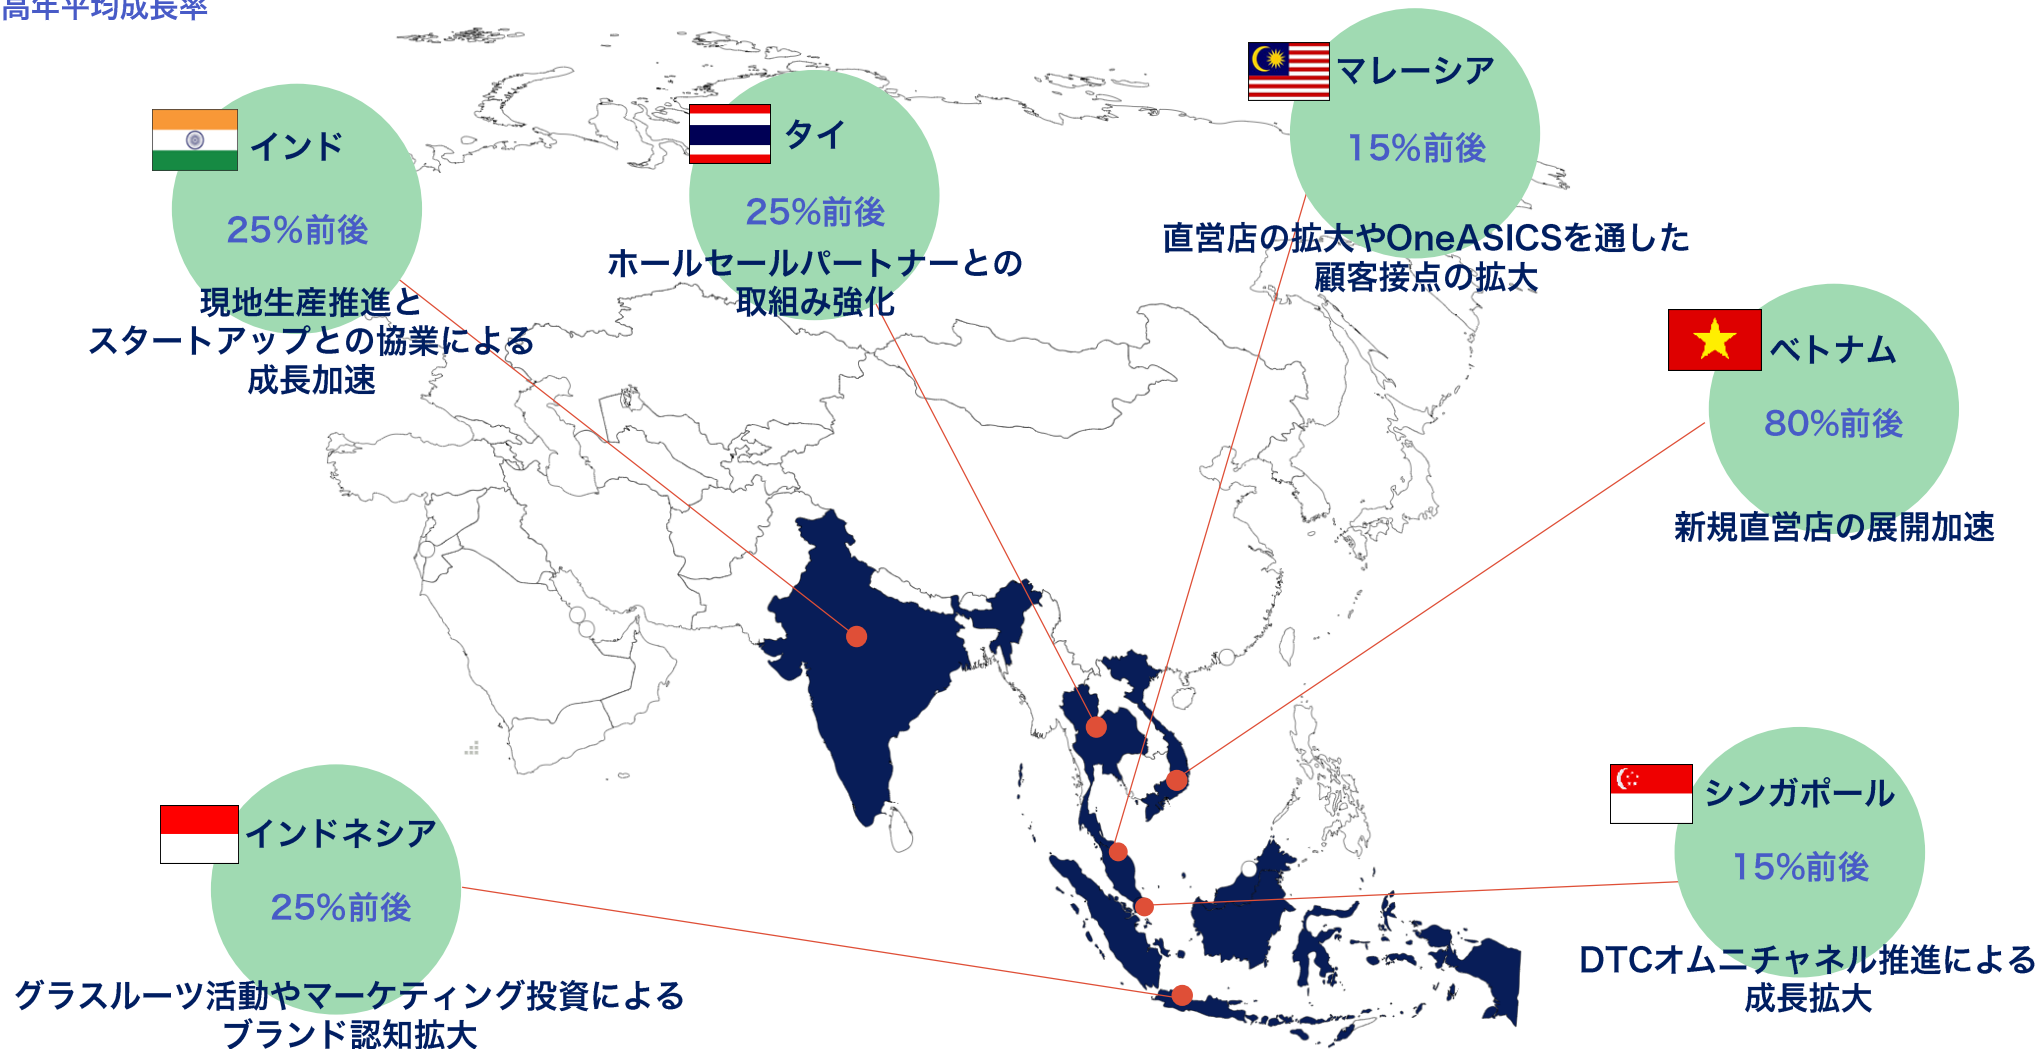 高年平均成長率
インド
25%前後
現地生産推進と
スタートアップとの協業による
成長加速
タイ
25%前後
ホールセールパートナーとの
取組み強化
マレーシア
15%前後
直営店の拡大やOneASICSを通した
顧客接点の拡大
ベトナム
80%前後
新規直営店の展開加速
インドネシア
25%前後
グラスルーツ活動やマーケティング投資による
ブランド認知拡大
シンガポール
15%前後
DTCオムニチャネル推進による
成長拡大